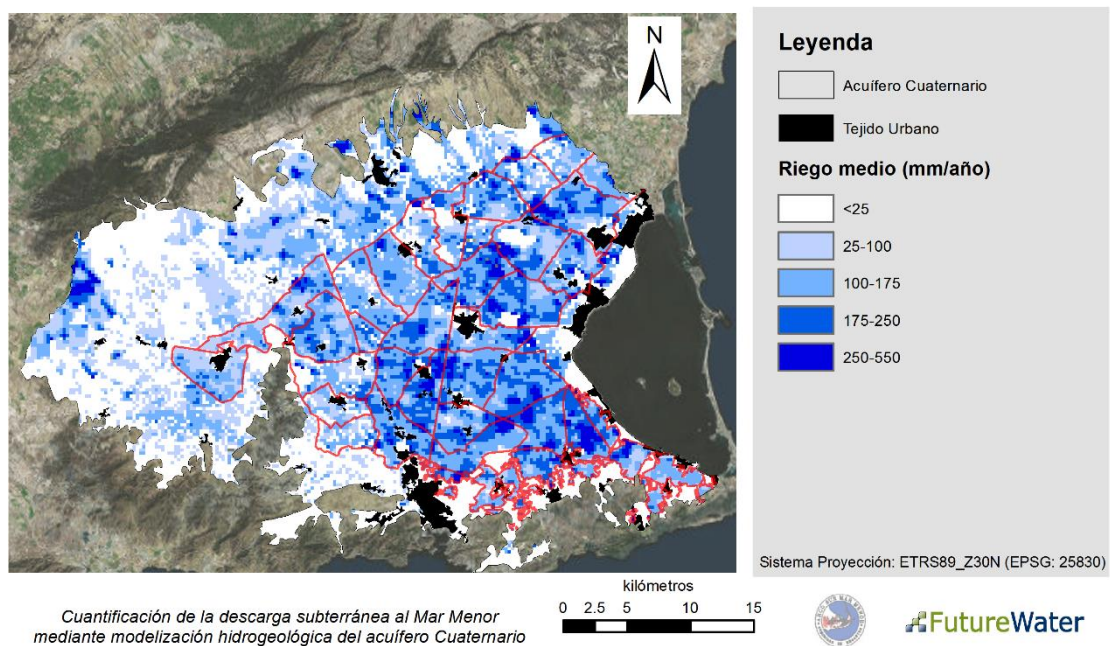 N
Leyenda
Acuífero Cuaternario
Tejido Urbano
Riego medio (mm/año)
<25
25-100
100-175
175-250
250-550
Sistema Proyección: ETRS89_Z30N (EPSG: 25830)
kilómetros
0 2.5 5 10 15
Cuantificación de la descarga subterránea al Mar Menor
mediante modelización hidrogeológica del acuífero Cuaternario
FutureWater